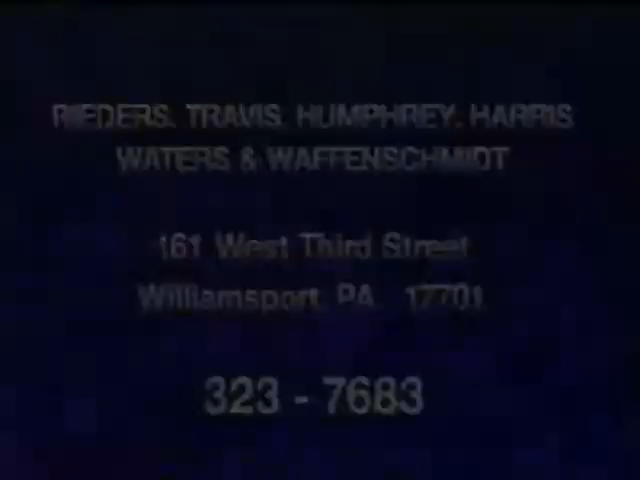 RIEDERS, TRAVIS, HUMPHREY, HARRIS
WATERS & WAFFENSCHMIDT
161 West Third Street
Williamsport, PA 17701
323 - 7683